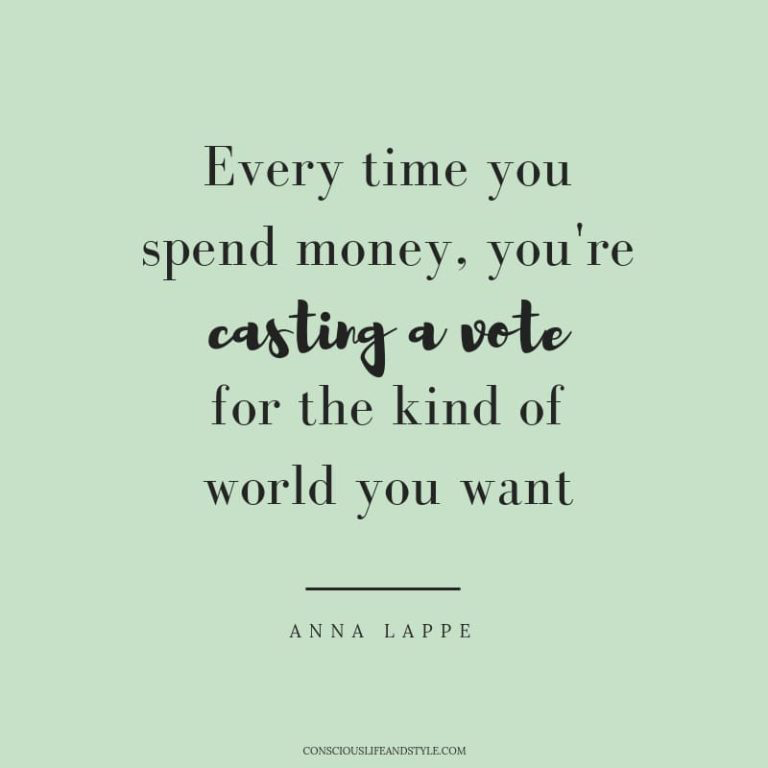 Every time you
spend money, you're
casting a vote
for the kind of
world you want
ANNA LAPPE
CONSCIOUSLIFEANDSTYLE.COM